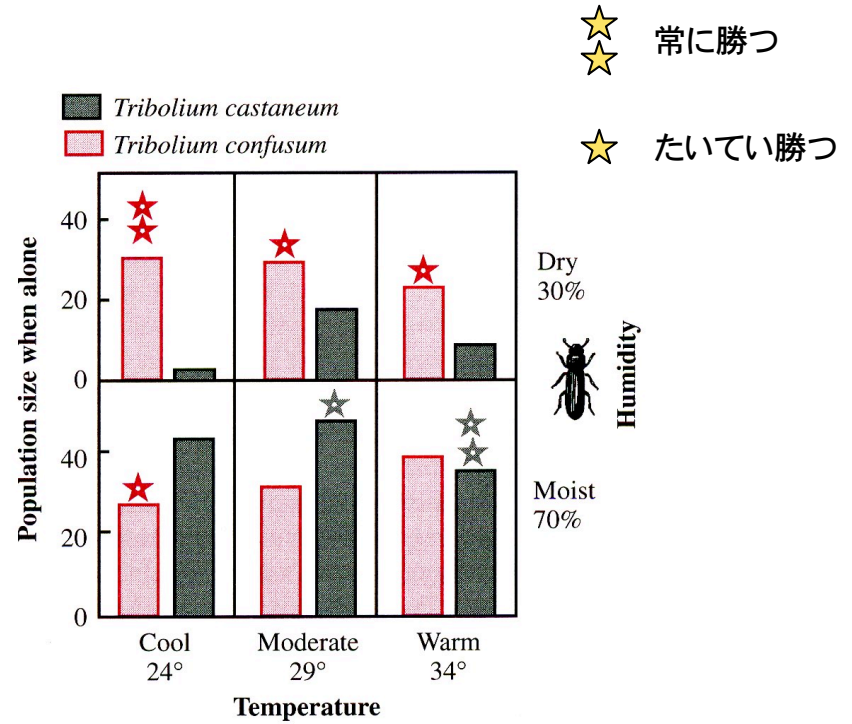 常に勝つ
たいてい勝つ
Tribolium castaneum
Tribolium confusum
Population size when alone
40
20
0
40
20
0
Dry
30%
Moist
70%
Humidity
Cool
24°
Moderate
29°
Warm
34°
Temperature